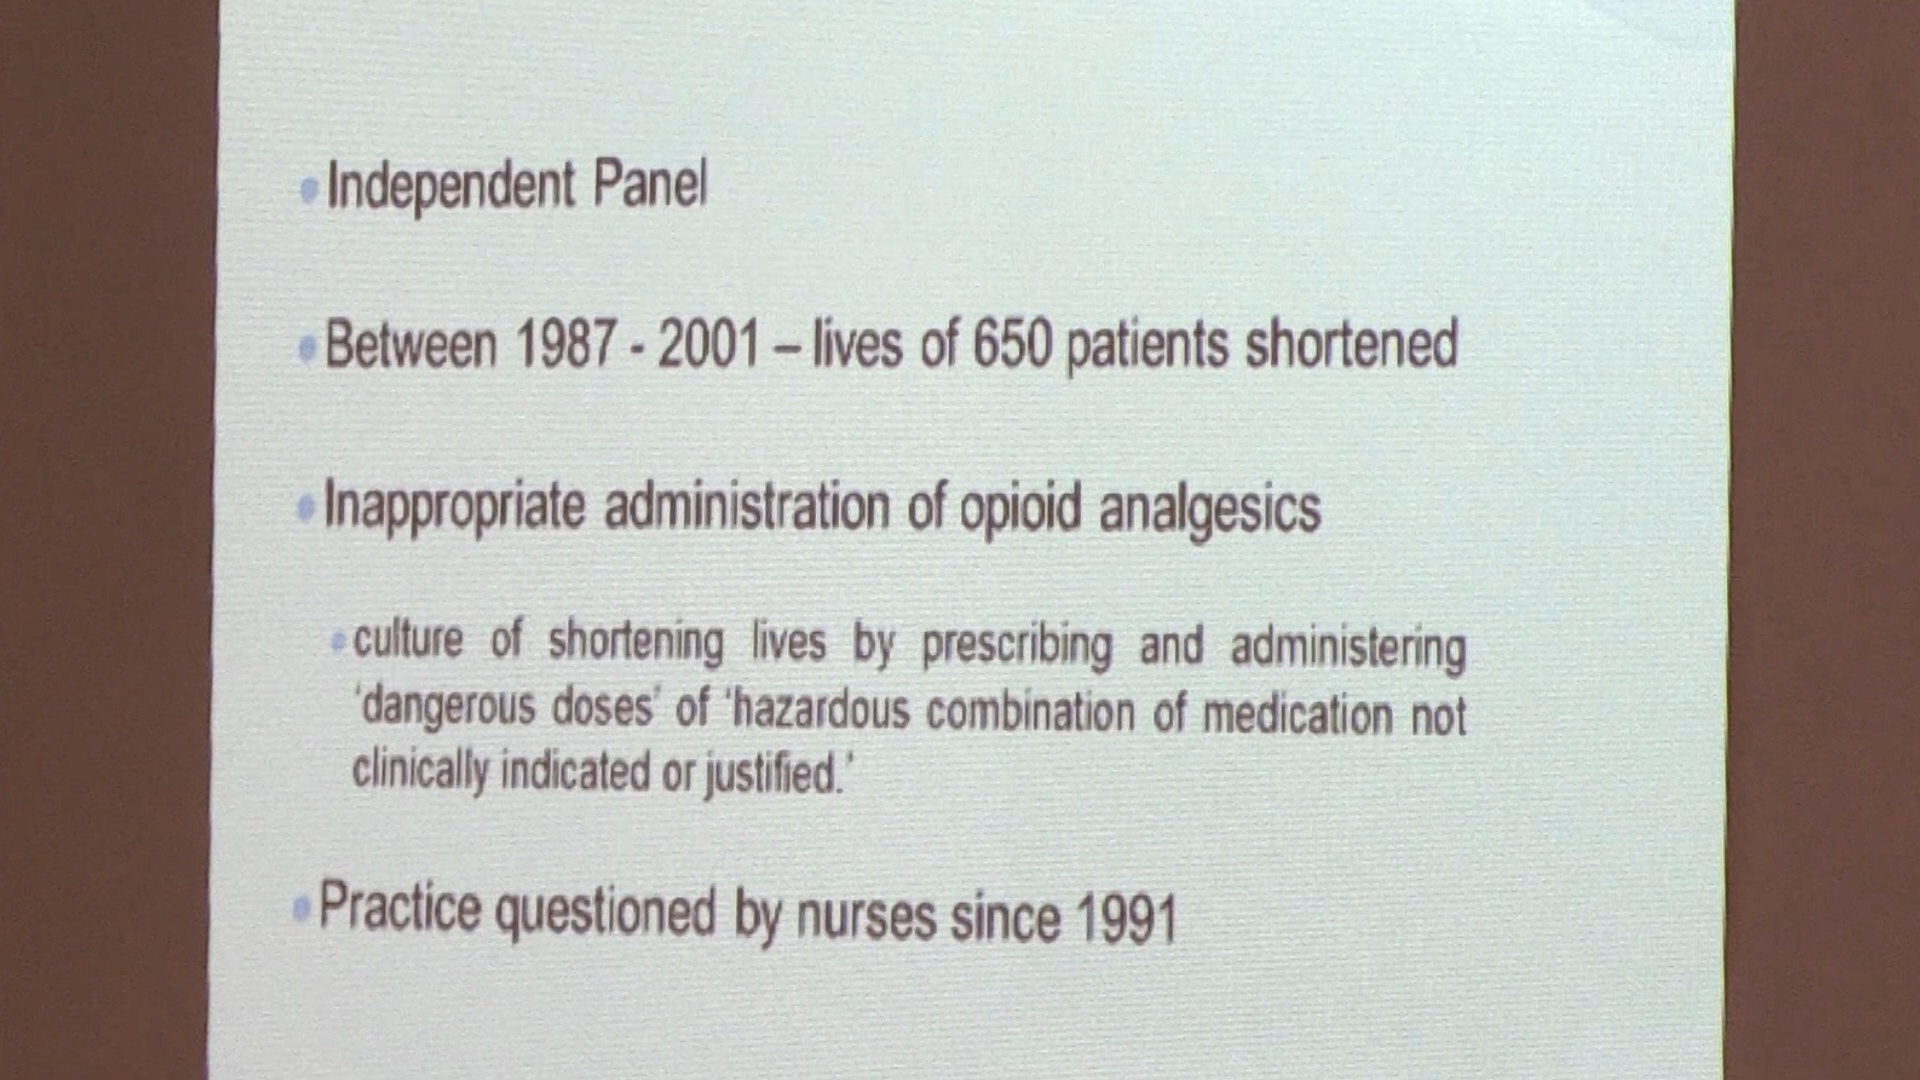 • Independent Panel
• Between 1987 - 2001 – lives of 650 patients shortened
• Inappropriate administration of opioid analgesics
• culture of shortening lives by prescribing and administering
'dangerous doses' of 'hazardous combination of medication not
clinically indicated or justified.'
• Practice questioned by nurses since 1991